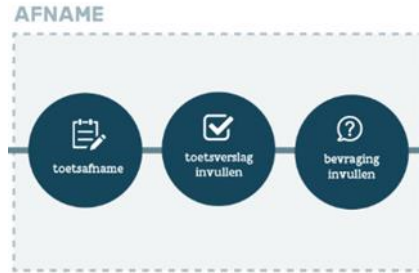 AFNAME
toetsafname
toetsverslag
invullen
bevraging
invullen